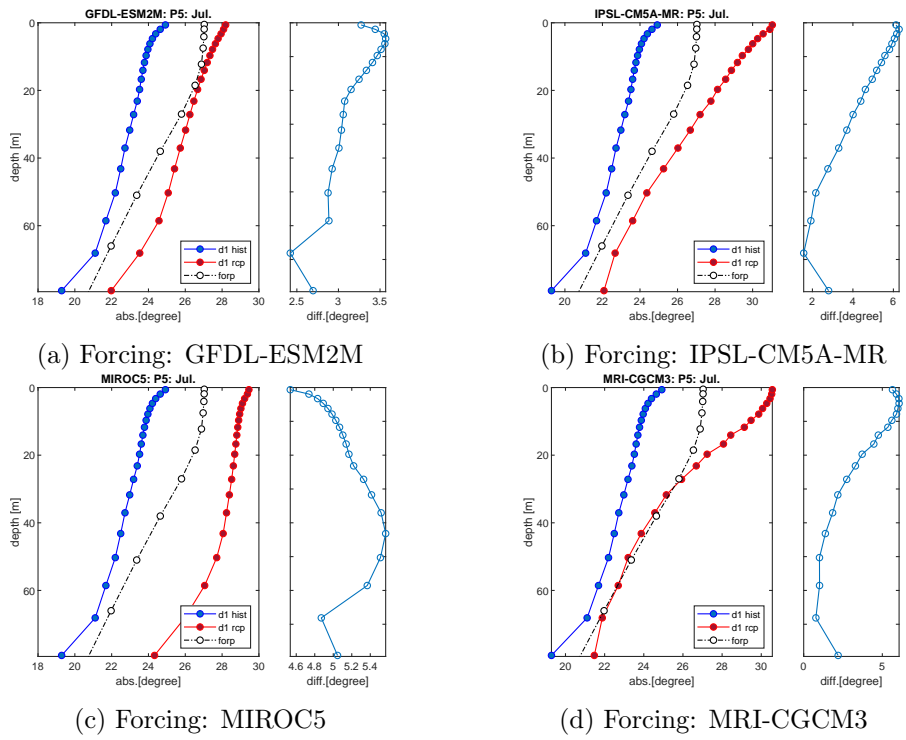 GFDL-ESM2M: P5: Jul.
0
20
40
60
depth [m]
d1 hist
d1 rcp
forp
18 20 22 24 26 28 30
abs.[degree]
2.5 3 3.5
diff.[degree]
(a) Forcing: GFDL-ESM2M
IPSL-CM5A-MR: P5: Jul.
0
20
40
60
depth [m]
d1 hist
d1 rcp
forp
20 22 24 26 28 30
abs.[degree]
2 4 6
diff.[degree]
(b) Forcing: IPSL-CM5A-MR
MIROC5: P5: Jul.
0
20
40
60
depth [m]
d1 hist
d1 rcp
forp
18 20 22 24 26 28 30
abs.[degree]
4.6 4.8 5 5.2 5.4
diff.[degree]
(c) Forcing: MIROC5
MRI-CGCM3: P5: Jul.
0
20
40
60
depth [m]
d1 hist
d1 rcp
forp
20 22 24 26 28 30
abs.[degree]
0 5
diff.[degree]
(d) Forcing: MRI-CGCM3